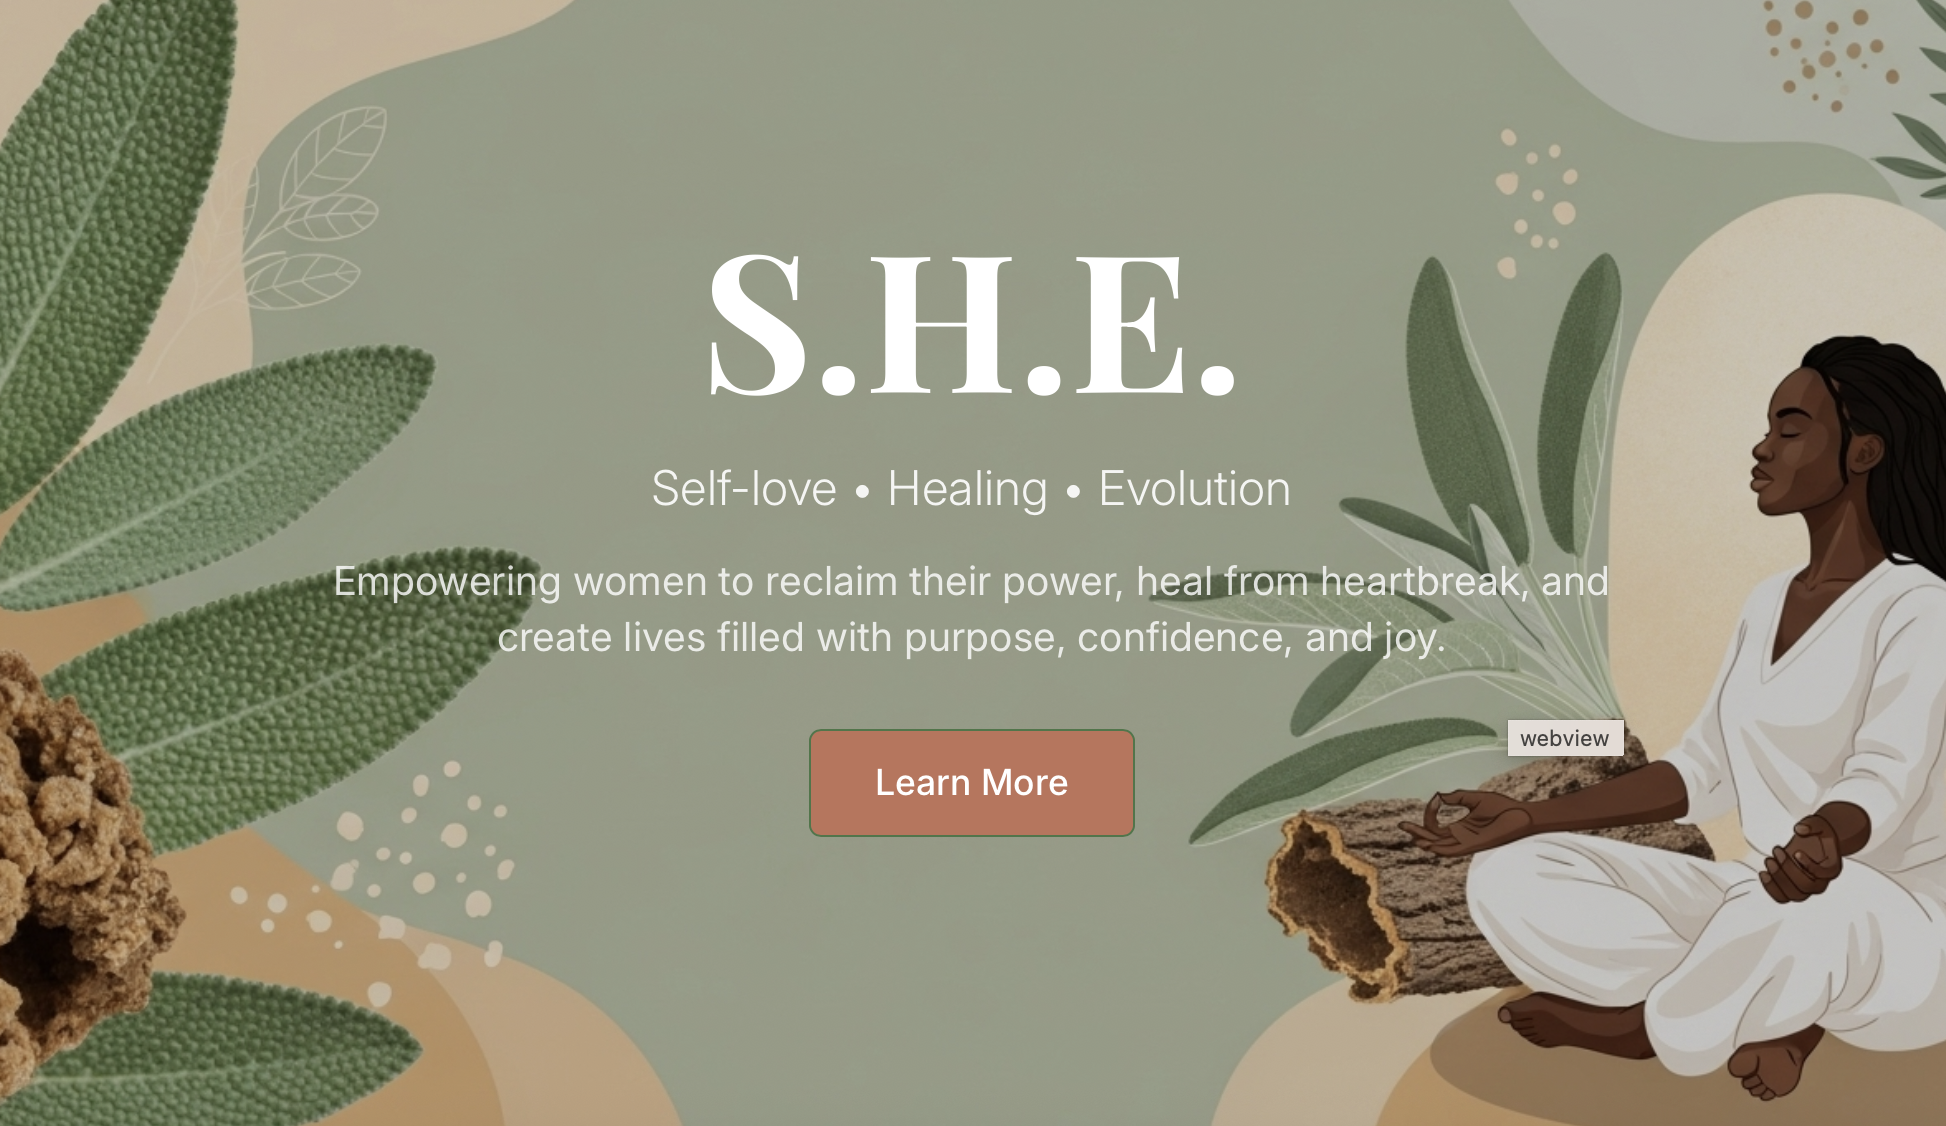 S.H.E.
Self-love • Healing • Evolution
Empowering women to reclaim their power, heal from heartbreak, and
create lives filled with purpose, confidence, and joy.
webview
Learn More